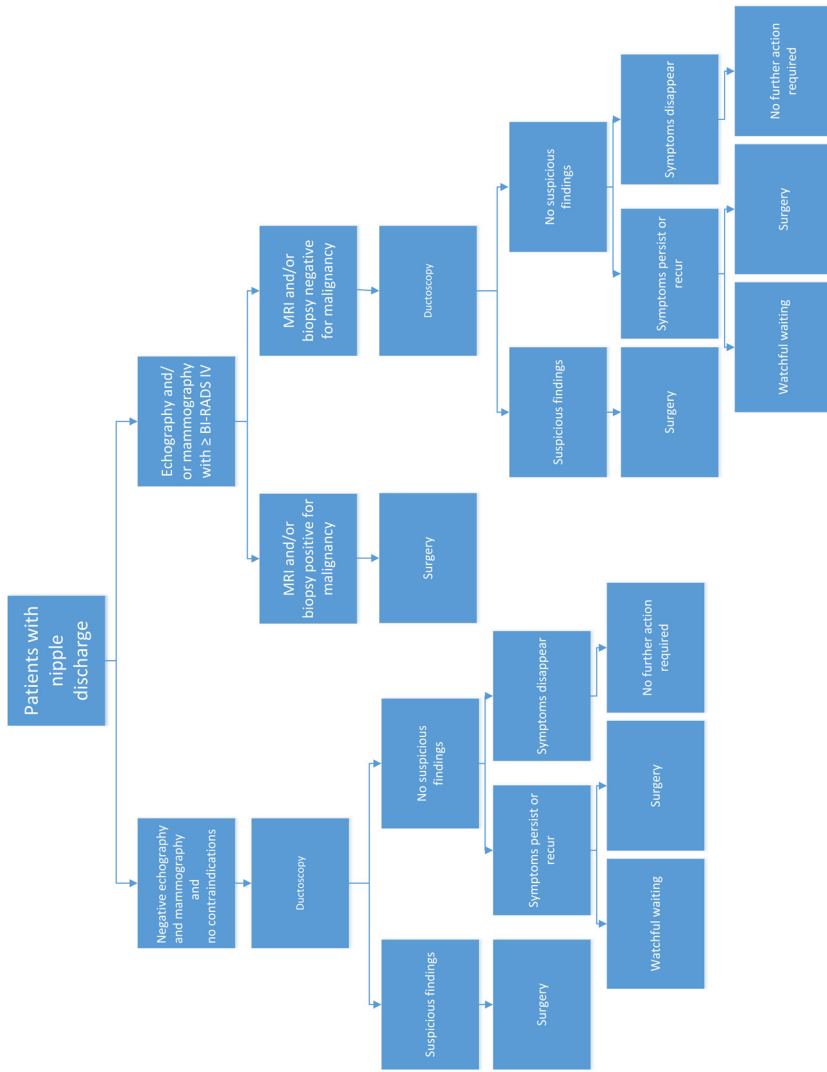 Patients with
nipple
discharge
Negative echography
and mammography
and
no contraindications
Echography and/
or mammography
with ≥ BI-RADS IV
Ductoscopy
MRI and/or
biopsy positive for
malignancy
MRI and/or
biopsy negative
for malignancy
Suspicious findings
No suspicious
findings
Surgery
Ductoscopy
Surgery
Symptoms persist or
recur
Symptoms disappear
Suspicious findings
No suspicious
findings
Watchful waiting
Surgery
No further action
required
Surgery
Symptoms persist or
recur
Symptoms disappear
Watchful waiting
Surgery
No further action
required